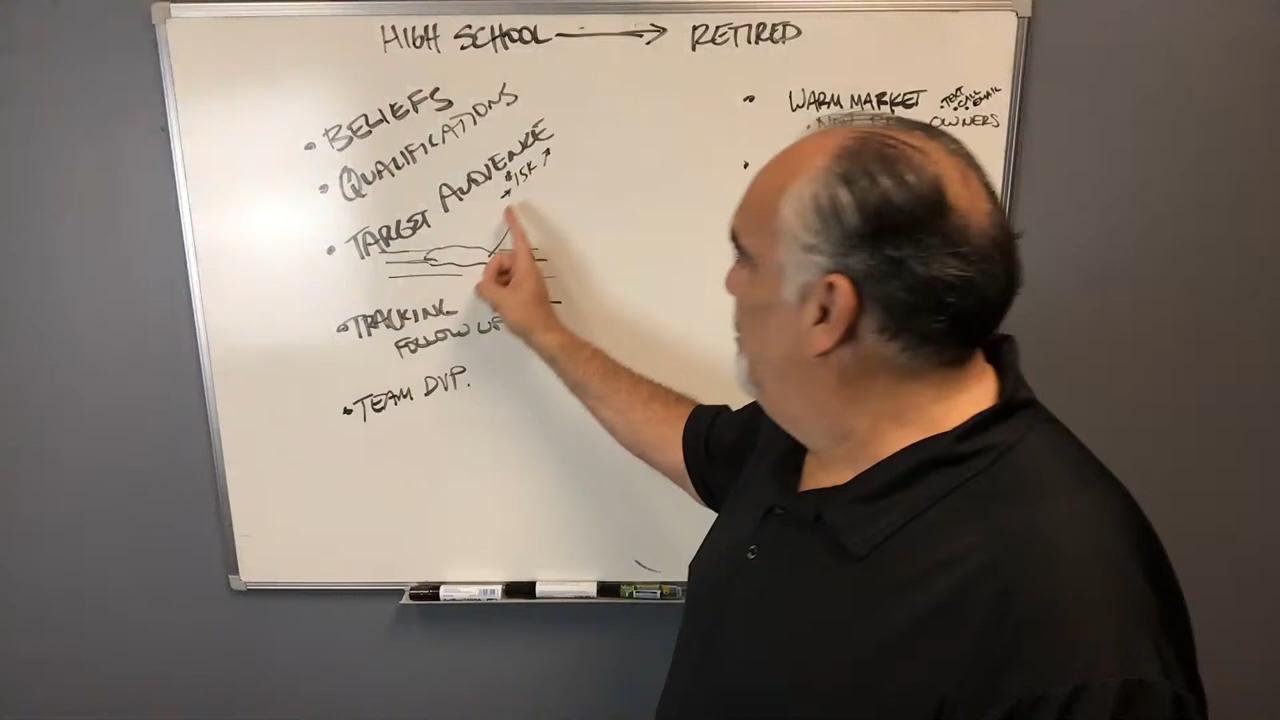 HIGH SCHOOL → RETIRED
• BELIEFS
• QUALIFICATIONS
• TARGET AUDIENCE
$15K ↗
• TRACKING
FOLLOW UP
• TEAM DVP.
• WARM MARKET
• TEXT
• CALL
• EMAIL
OWNERS